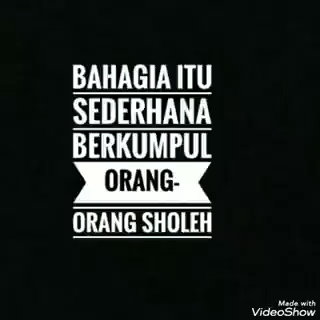 BAHAGIA ITU
SEDERHANA
BERKUMPUL
ORANG-
ORANG SHOLEH
Made with
VideoShow